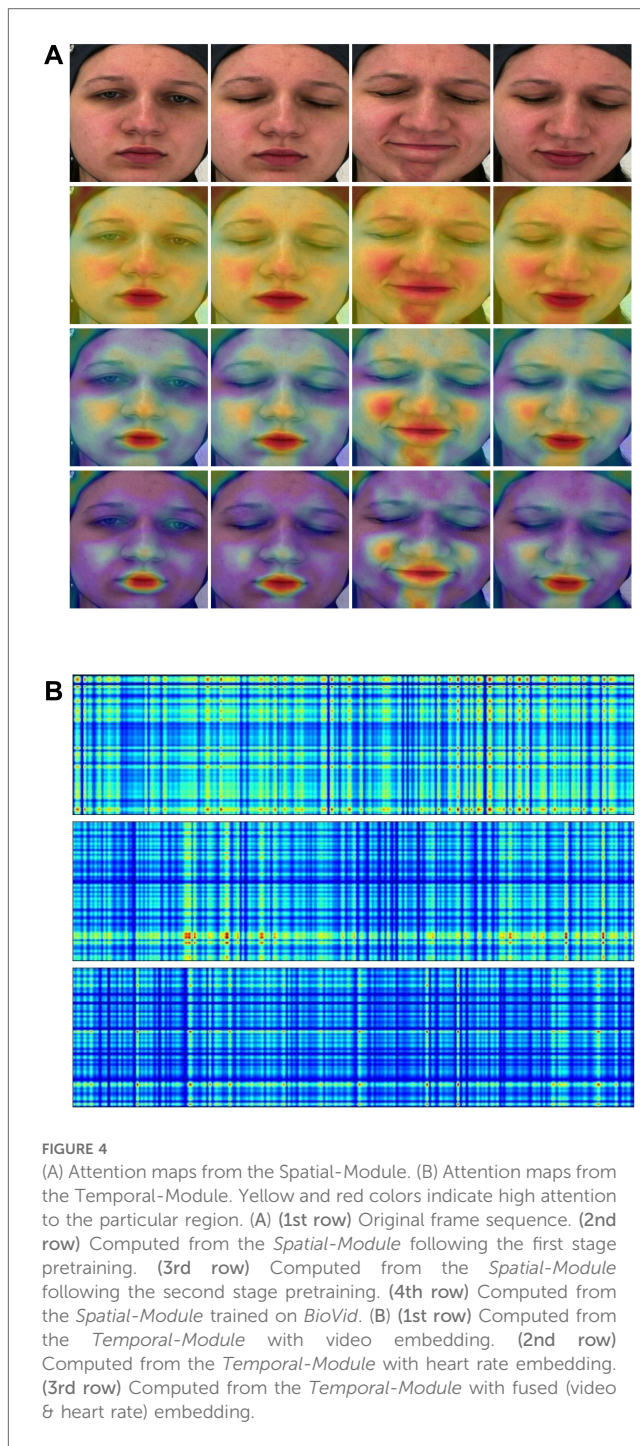 A
B
FIGURE 4
(A) Attention maps from the Spatial-Module. (B) Attention maps from
the Temporal-Module. Yellow and red colors indicate high attention
to the particular region. (A) (1st row) Original frame sequence. (2nd
row) Computed from the Spatial-Module following the first stage
pretraining. (3rd row) Computed from the Spatial-Module
following the second stage pretraining. (4th row) Computed from
the Spatial-Module trained on BioVid. (B) (1st row) Computed from
the Temporal-Module with video embedding. (2nd row)
Computed from the Temporal-Module with heart rate embedding.
(3rd row) Computed from the Temporal-Module with fused (video
& heart rate) embedding.